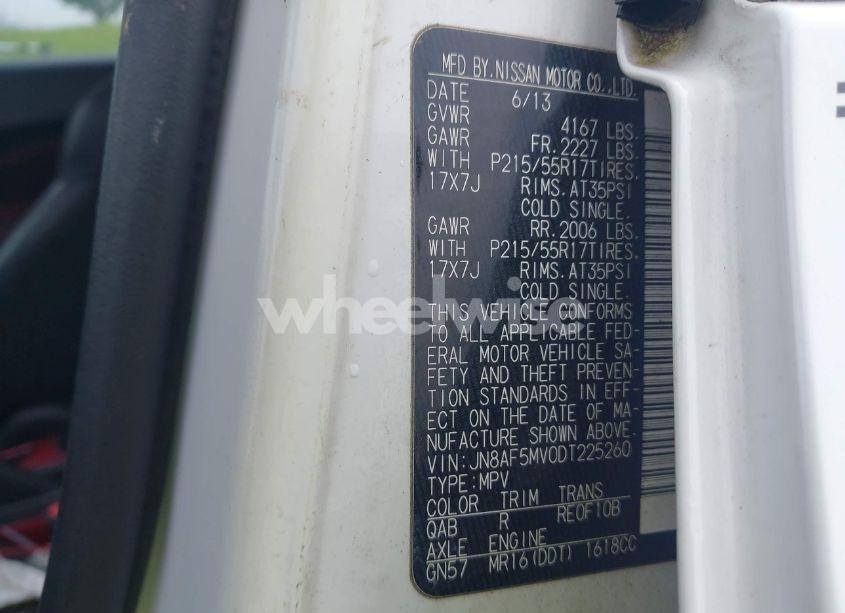 MFD BY.NISSAN MOTOR CO.,LTD.
DATE 6/13
GVWR 4167 LBS.
GAWR FR.2227 LBS.
WITH P215/55R17TIRES.
17X7J RIMS.AT35PSI
COLD SINGLE.
GAWR RR.2006 LBS.
WITH P215/55R17TIRES.
17X7J RIMS.AT35PSI
COLD SINGLE.
THIS VEHICLE CONFORMS
TO ALL APPLICABLE FED-
ERAL MOTOR VEHICLE SA-
FETY AND THEFT PREVEN-
TION STANDARDS IN EFF-
ECT ON THE DATE OF MA-
NUFACTURE SHOWN ABOVE.
VIN:JN8AF5MV0DT225260
TYPE:MPV
COLOR TRIM TRANS
QAB R RE0F10B
AXLE ENGINE
GN57 MR16(DDT) 1618CC
wheelwise